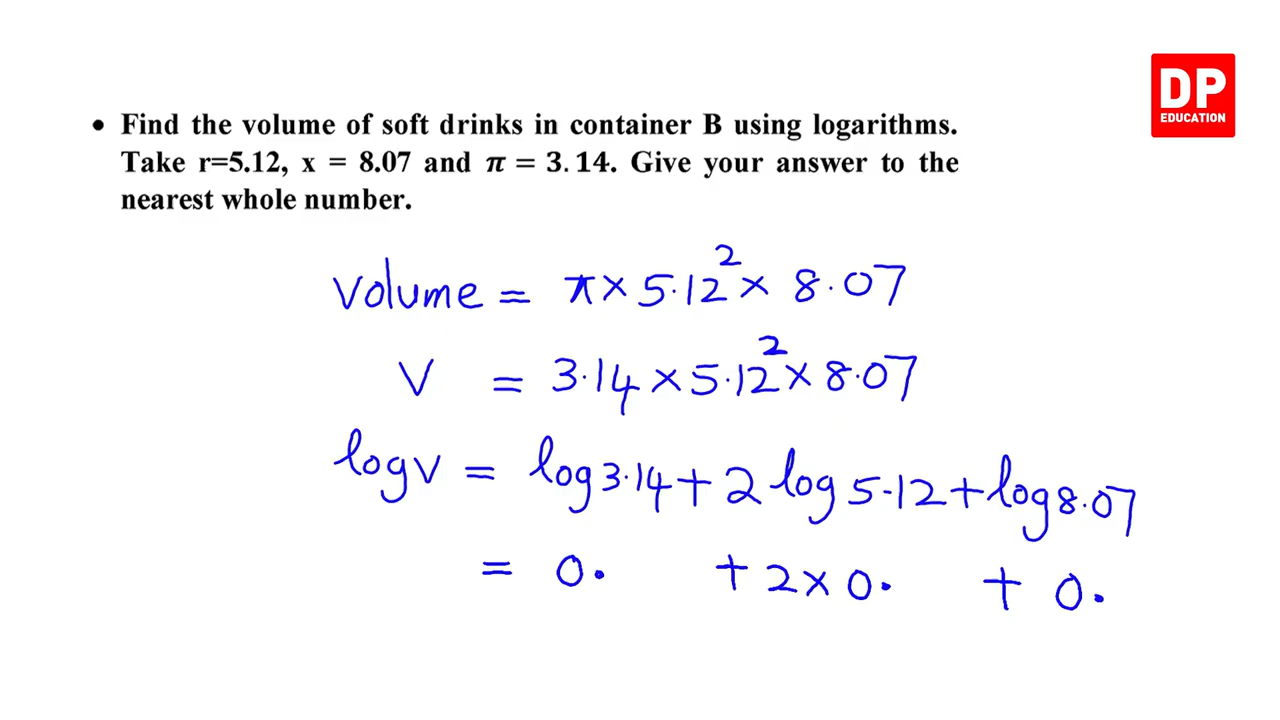 DP
EDUCATION
• Find the volume of soft drinks in container B using logarithms.
Take r=5.12, x = 8.07 and π = 3.14. Give your answer to the
nearest whole number.
Volume = π × 5.12² × 8.07
V = 3.14 × 5.12² × 8.07
log V = log 3.14 + 2 log 5.12 + log 8.07
= 0. + 2 × 0. + 0.